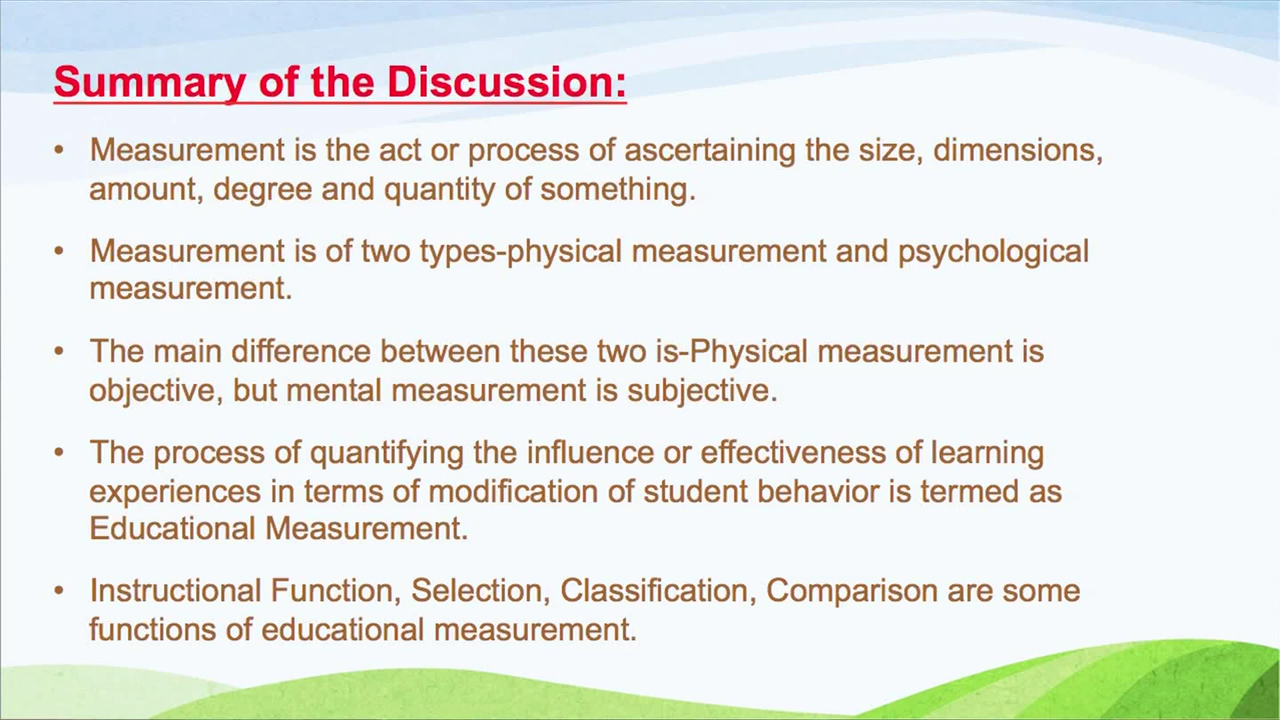 Summary of the Discussion:
• Measurement is the act or process of ascertaining the size, dimensions,
amount, degree and quantity of something.
• Measurement is of two types-physical measurement and psychological
measurement.
• The main difference between these two is-Physical measurement is
objective, but mental measurement is subjective.
• The process of quantifying the influence or effectiveness of learning
experiences in terms of modification of student behavior is termed as
Educational Measurement.
• Instructional Function, Selection, Classification, Comparison are some
functions of educational measurement.